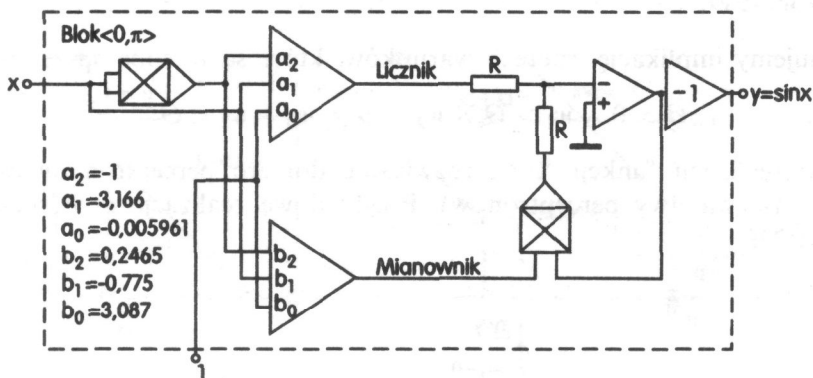 Blok<0,π>
x
a₂
a₁
a₀
Licznik
R
R
−
+
−1
y=sinx
a₂=-1
a₁=3,166
a₀=-0,005961
b₂=0,2465
b₁=-0,775
b₀=3,087
b₂
b₁
b₀
Mianownik
1